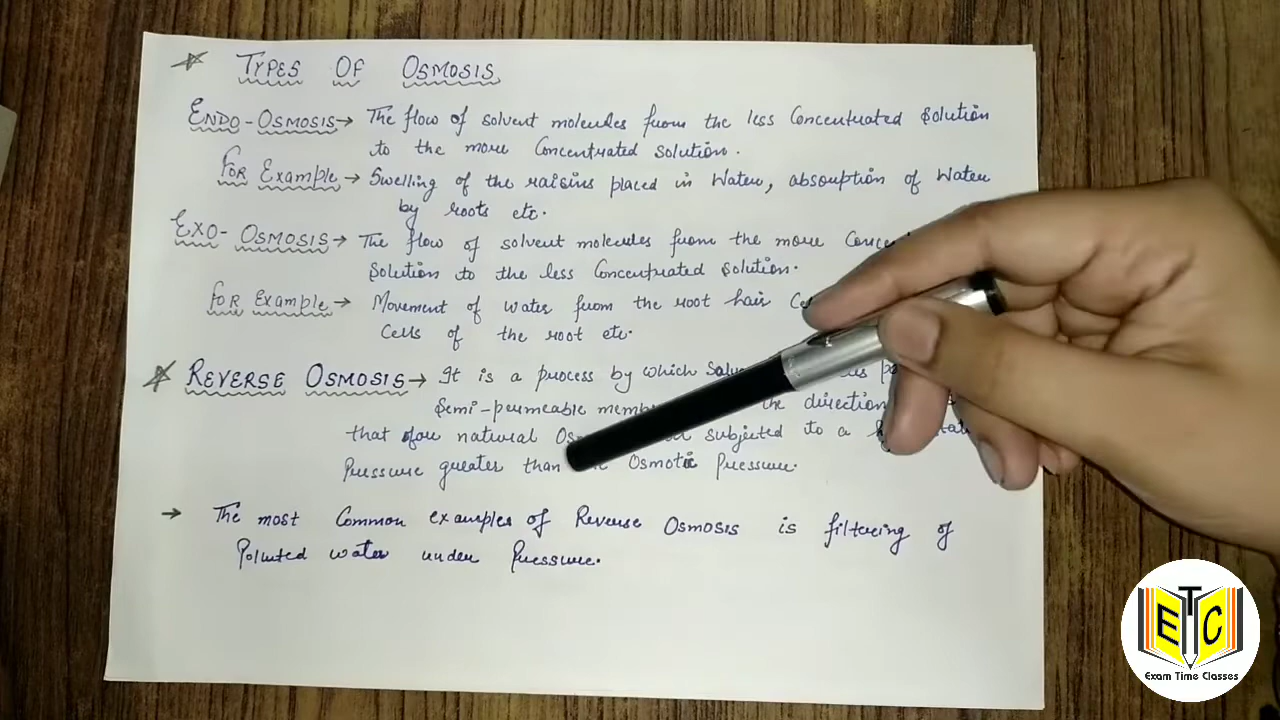 TYPES OF OSMOSIS
ENDO-OSMOSIS → The flow of solvent molecules from the less Concentrated Solution
to the more Concentrated solution.
FOR Example → Swelling of the raisins placed in Water, absorption of Water
by roots etc.
EXO-OSMOSIS → The flow of solvent molecules from the more
Solution to the less Concentrated Solution.
FOR Example → Movement of water from the root hair
Cells of the root etc.
REVERSE OSMOSIS → It is a process by which
Semi-permeable the direction
that of natural subjected to a
Pressure greater than Osmotic Pressure.
→ The most Common examples of Reverse Osmosis is filtering of
Polluted water under Pressure.
ETC
Exam Time Classes